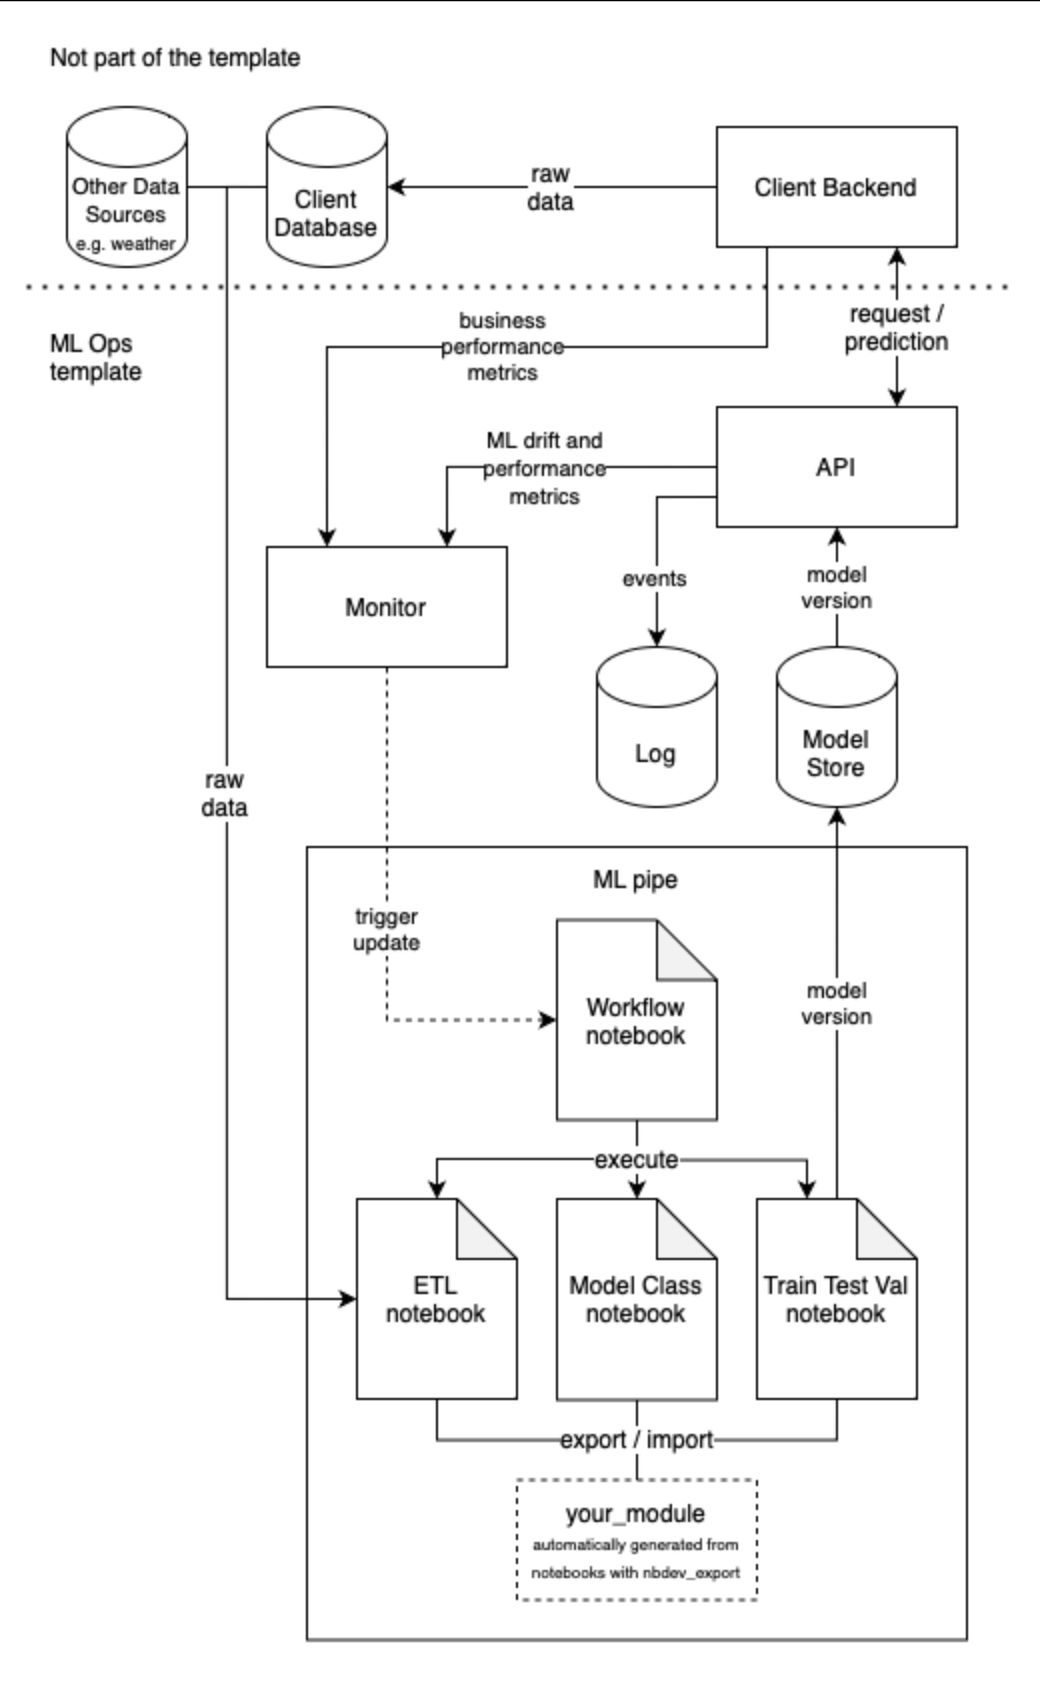 Not part of the template
Other Data
Sources
e.g. weather
Client
Database
raw
data
Client Backend
ML Ops
template
business
performance
metrics
request /
prediction
ML drift and
performance
metrics
API
events
model
version
Monitor
Log
Model
Store
raw
data
ML pipe
trigger
update
Workflow
notebook
model
version
execute
ETL
notebook
Model Class
notebook
Train Test Val
notebook
export / import
your_module
automatically generated from
notebooks with nbdev_export